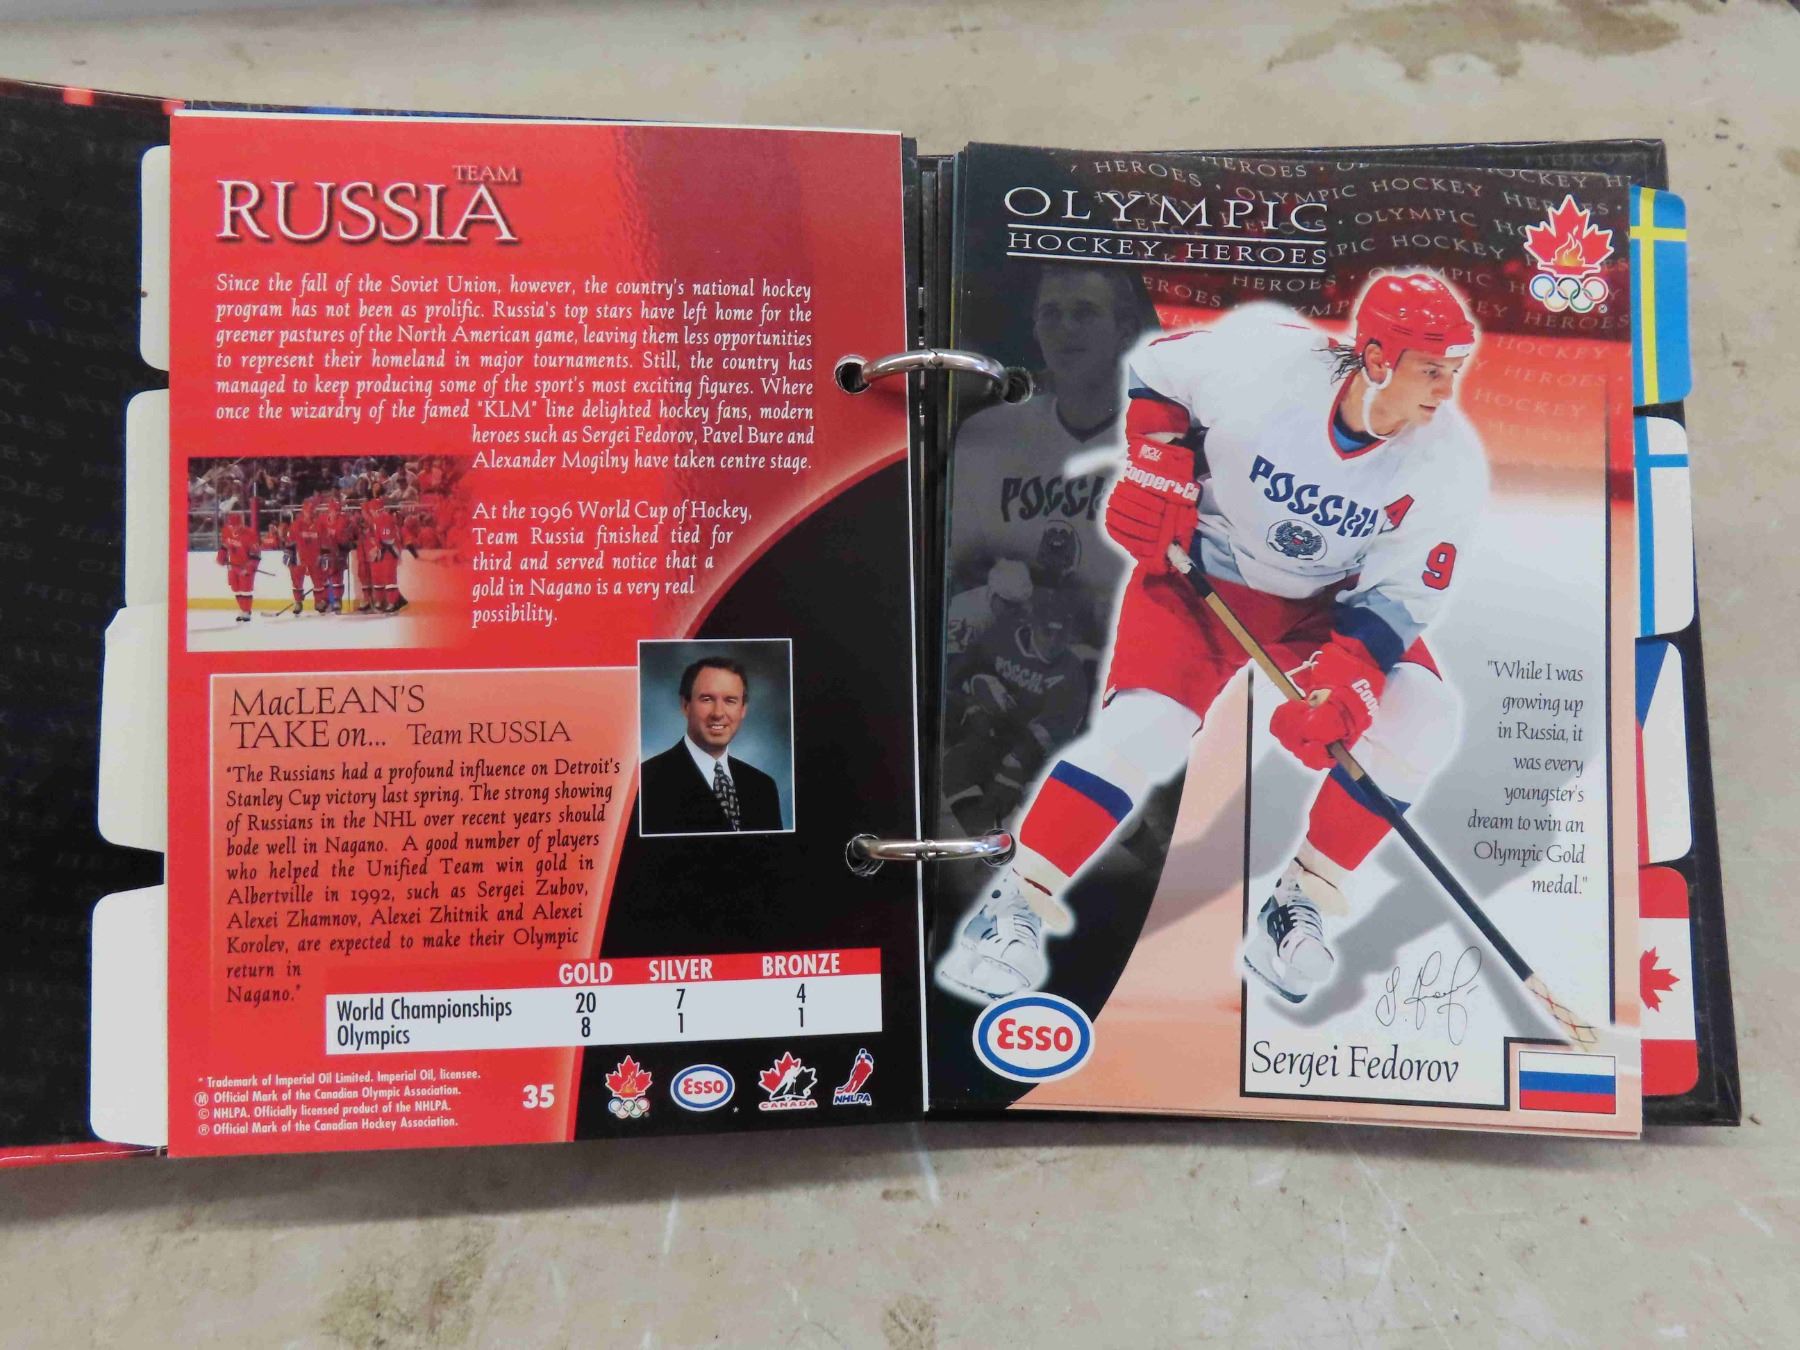 TEAM
RUSSIA
Since the fall of the Soviet Union, however, the country's national hockey
program has not been as prolific. Russia's top stars have left home for the
greener pastures of the North American game, leaving them less opportunities
to represent their homeland in major tournaments. Still, the country has
managed to keep producing some of the sport's most exciting figures. Where
once the wizardry of the famed "KLM" line delighted hockey fans, modern
heroes such as Sergei Fedorov, Pavel Bure and
Alexander Mogilny have taken centre stage.
At the 1996 World Cup of Hockey,
Team Russia finished tied for
third and served notice that a
gold in Nagano is a very real
possibility.
MacLEAN'S
TAKE on... Team RUSSIA
"The Russians had a profound influence on Detroit's
Stanley Cup victory last spring. The strong showing
of Russians in the NHL over recent years should
bode well in Nagano. A good number of players
who helped the Unified Team win gold in
Albertville in 1992, such as Sergei Zubov,
Alexei Zhamnov, Alexei Zhitnik and Alexei
Korolev, are expected to make their Olympic
return in
Nagano."
GOLD SILVER BRONZE
World Championships 20 7 4
Olympics 8 1 1
* Trademark of Imperial Oil Limited. Imperial Oil, licensee.
Ⓜ Official Mark of the Canadian Olympic Association.
© NHLPA. Officially licensed product of the NHLPA.
® Official Mark of the Canadian Hockey Association.
35
Esso
CANADA
NHLPA
OLYMPIC
HOCKEY HEROES
HEROES
OLYMPIC HOCKEY
OLYMPIC
HOCKEY
HEROES
HOCKEY
HEROES
HOCKEY
РОССИЯ
A
9
Cooper&Co
"While I was
growing up
in Russia, it
was every
youngster's
dream to win an
Olympic Gold
medal."
Esso
Sergei Fedorov